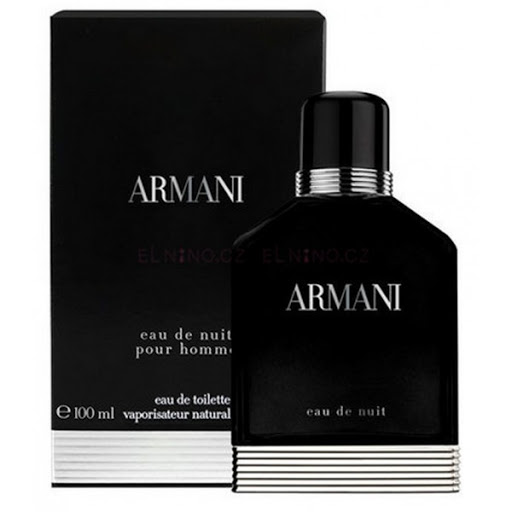 ARMANI
ELNINO.CZ ELNINO.CZ
eau de nuit
pour homme
eau de toilette
e 100 ml vaporisateur natural
ARMANI
eau de nuit